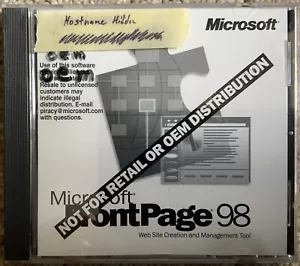 Hostname Hildr
Microsoft
oem
Use of this software
oem
Resale to unlicensed
customers may
indicate illegal
distribution. E-mail
piracy@microsoft.com
with questions.
NOT FOR RETAIL OR OEM DISTRIBUTION
Microsoft
FrontPage 98
Web Site Creation and Management Tool